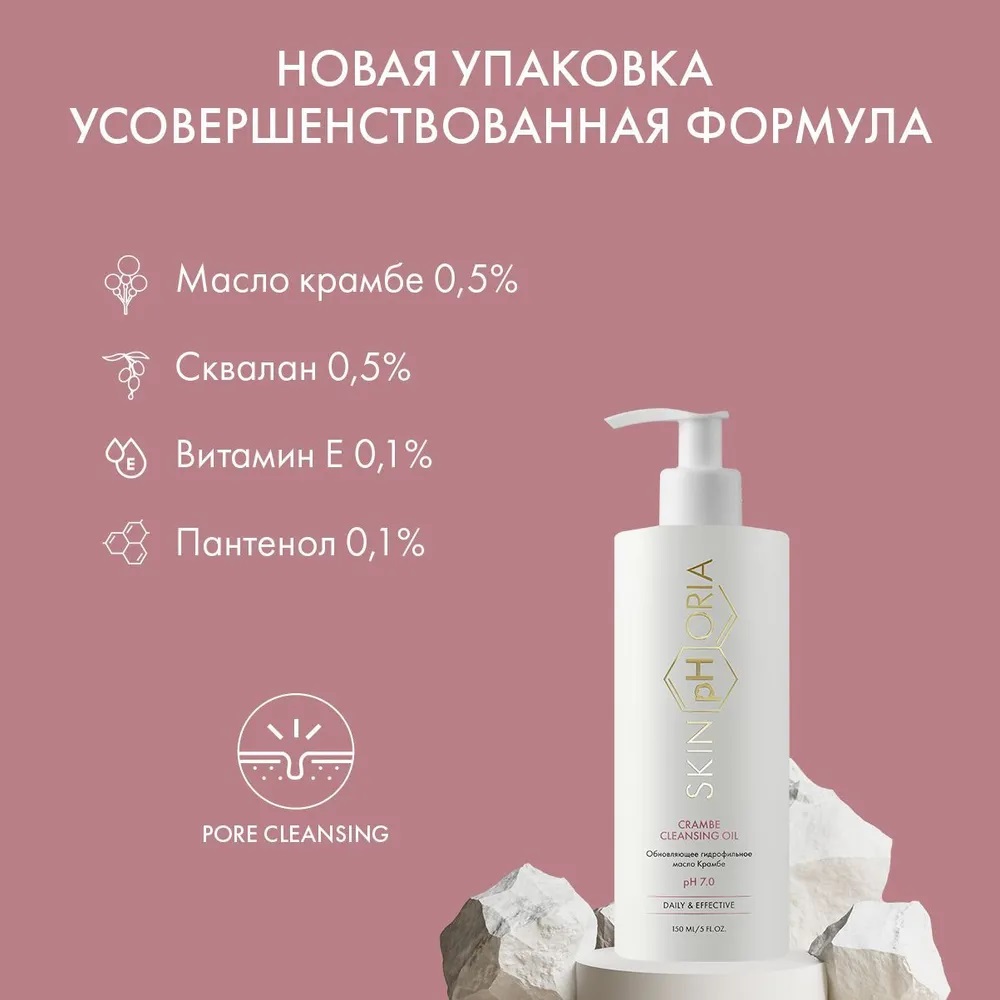 НОВАЯ УПАКОВКА
УСОВЕРШЕНСТВОВАННАЯ ФОРМУЛА
Масло крамбе 0,5%
Сквалан 0,5%
E
Витамин Е 0,1%
Пантенол 0,1%
PORE CLEANSING
SKIN pH ORIA
CRAMBE
CLEANSING OIL
Обновляющее гидрофильное
масло Крамбе
pH 7.0
DAILY & EFFECTIVE
150 ML/5 FL.OZ.